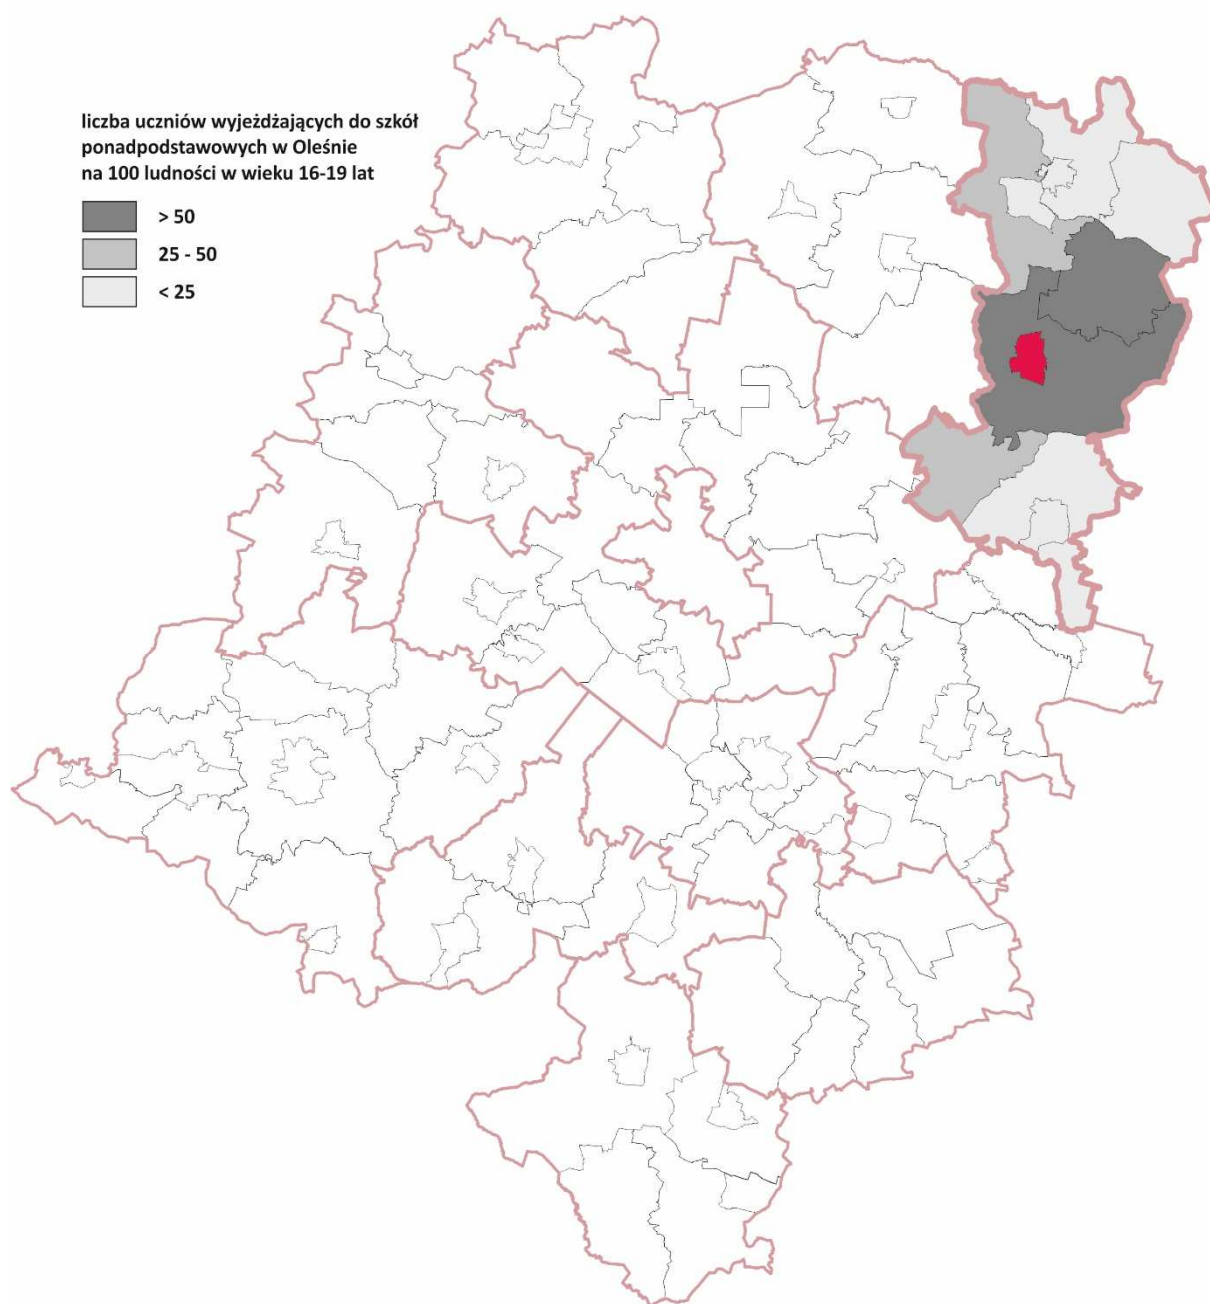 liczba uczniów wyjeżdżających do szkół
ponadpodstawowych w Oleśnie
na 100 ludności w wieku 16-19 lat
> 50
25 - 50
< 25